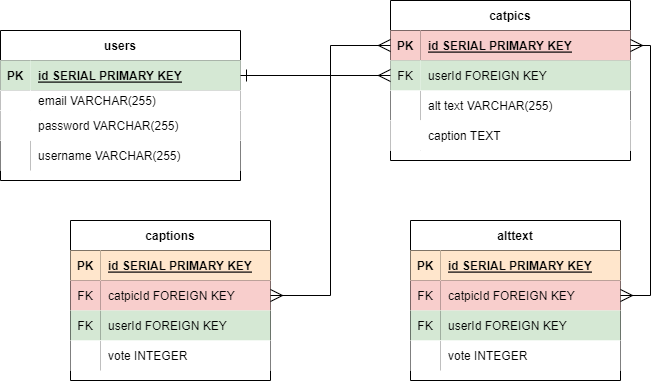 users
PK id SERIAL PRIMARY KEY
email VARCHAR(255)
password VARCHAR(255)
username VARCHAR(255)
catpics
PK id SERIAL PRIMARY KEY
FK userId FOREIGN KEY
alt text VARCHAR(255)
caption TEXT
captions
PK id SERIAL PRIMARY KEY
FK catpicId FOREIGN KEY
FK userId FOREIGN KEY
vote INTEGER
alttext
PK id SERIAL PRIMARY KEY
FK catpicId FOREIGN KEY
FK userId FOREIGN KEY
vote INTEGER